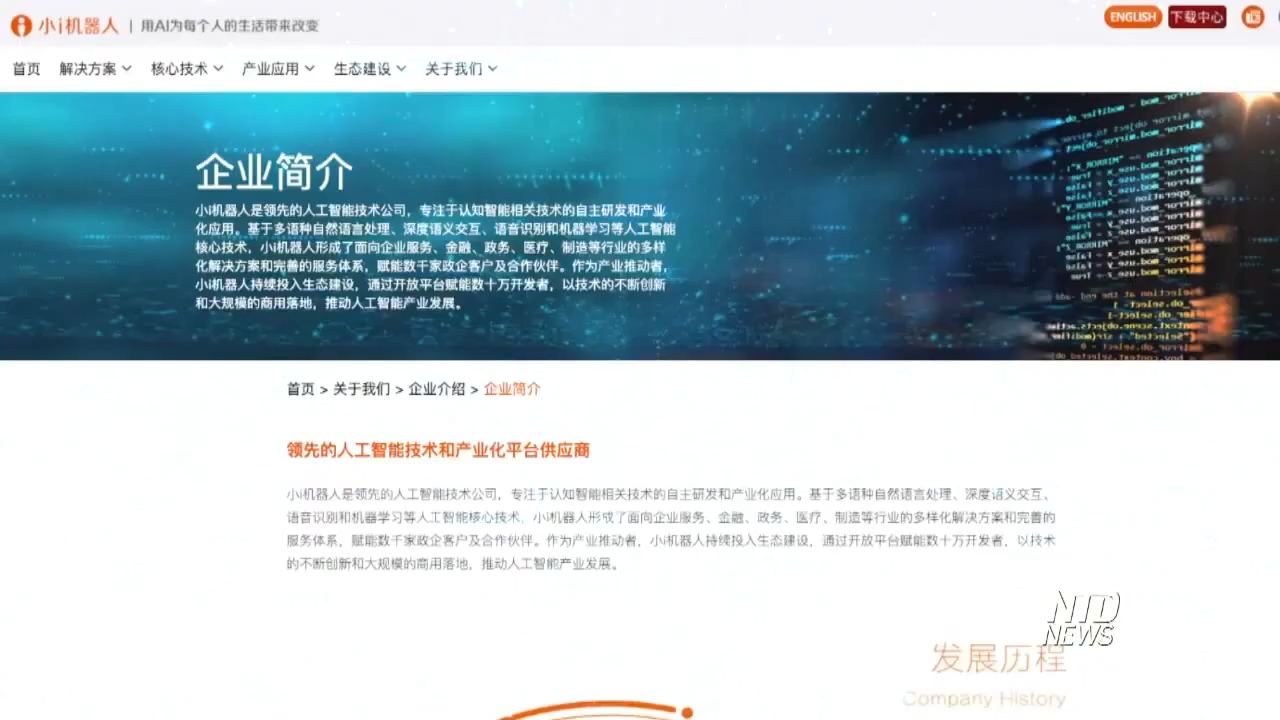 小i机器人 | 用AI为每个人的生活带来改变
ENGLISH 下载中心
首页 解决方案 核心技术 产业应用 生态建设 关于我们
企业简介
小i机器人是领先的人工智能技术公司，专注于认知智能相关技术的自主研发和产业
化应用。基于多语种自然语言处理、深度语义交互、语音识别和机器学习等人工智能
核心技术，小i机器人形成了面向企业服务、金融、政务、医疗、制造等行业的多样
化解决方案和完善的服务体系，赋能数千家政企客户及合作伙伴。作为产业推动者，
小i机器人持续投入生态建设，通过开放平台赋能数十万开发者，以技术的不断创新
和大规模的商用落地，推动人工智能产业发展。
首页 > 关于我们 > 企业介绍 > 企业简介
领先的人工智能技术和产业化平台供应商
小i机器人是领先的人工智能技术公司，专注于认知智能相关技术的自主研发和产业化应用。基于多语种自然语言处理、深度语义交互、
语音识别和机器学习等人工智能核心技术，小i机器人形成了面向企业服务、金融、政务、医疗、制造等行业的多样化解决方案和完善的
服务体系，赋能数千家政企客户及合作伙伴。作为产业推动者，小i机器人持续投入生态建设，通过开放平台赋能数十万开发者，以技术
的不断创新和大规模的商用落地，推动人工智能产业发展。
NTD
NEWS
发展历程
Company History